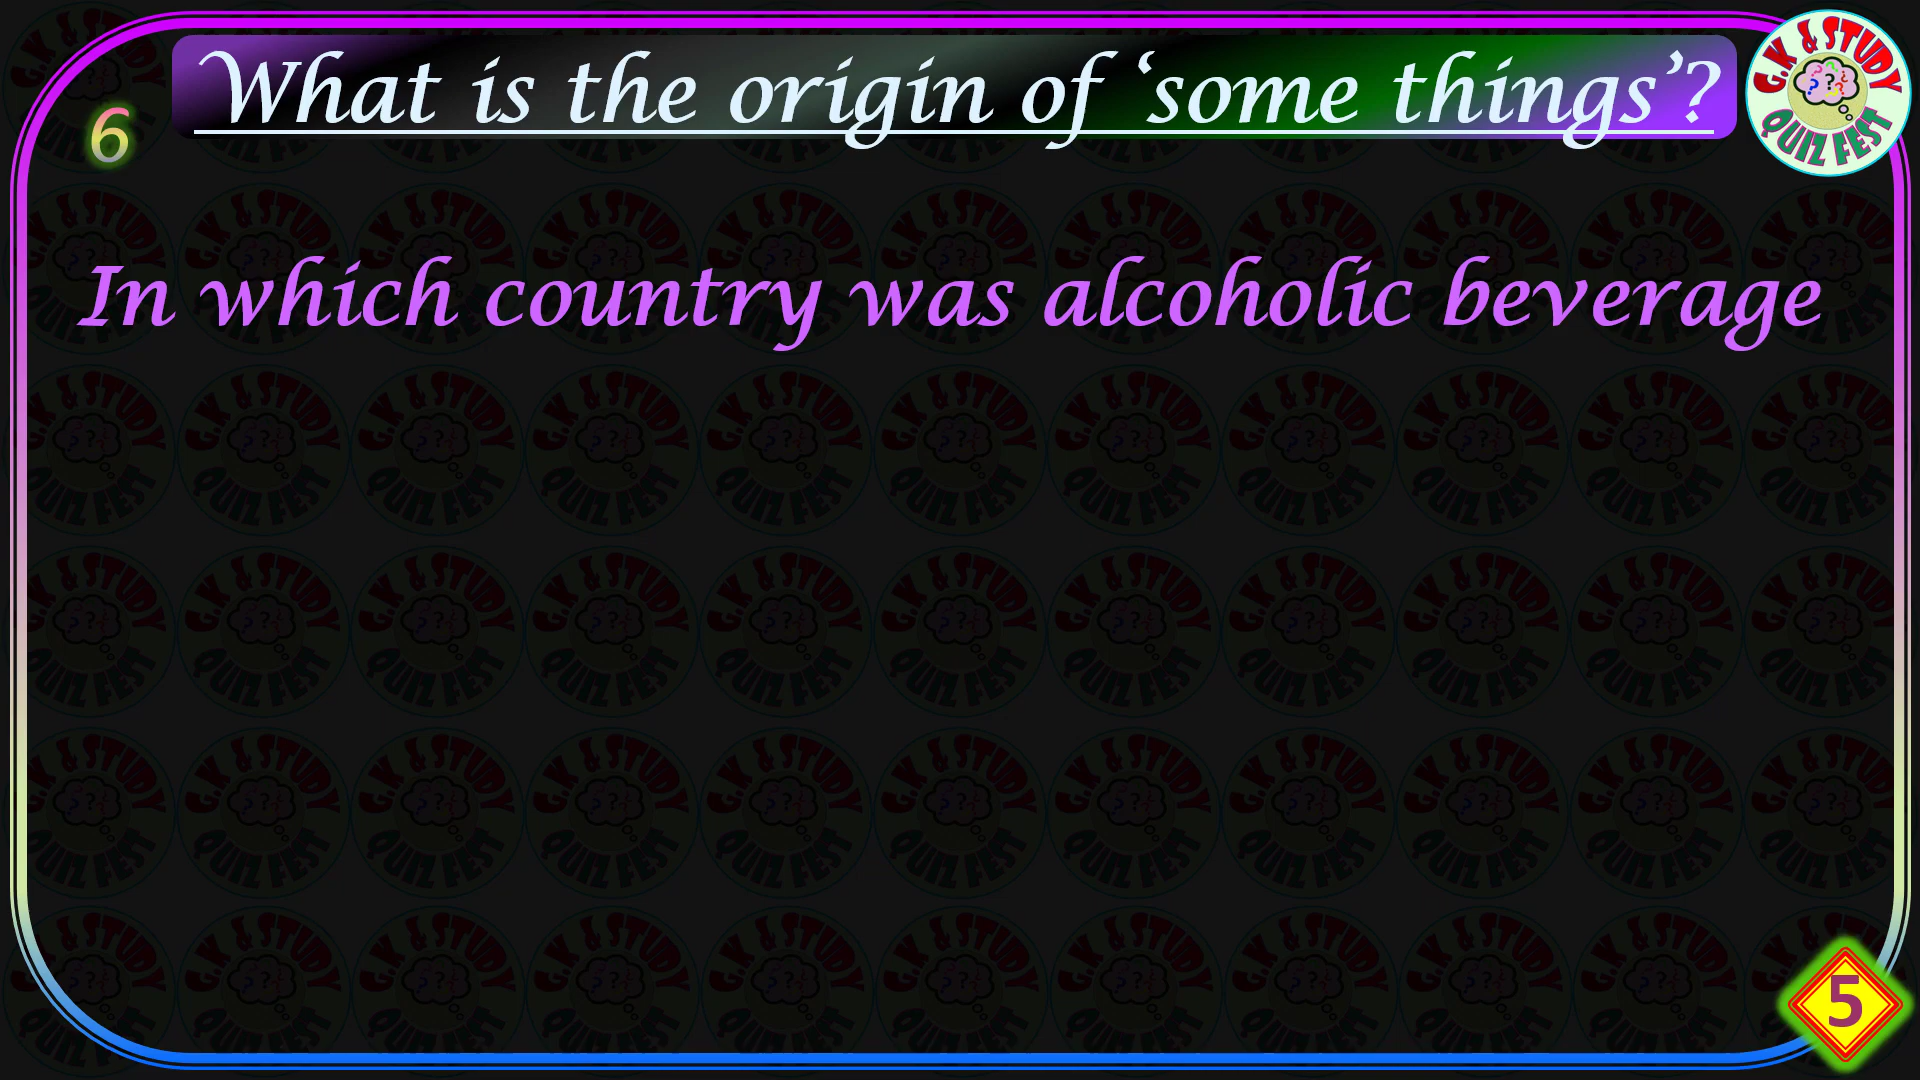 What is the origin of ‘some things’?
G.K & STUDY
QUIZ FEST
6
In which country was alcoholic beverage
5